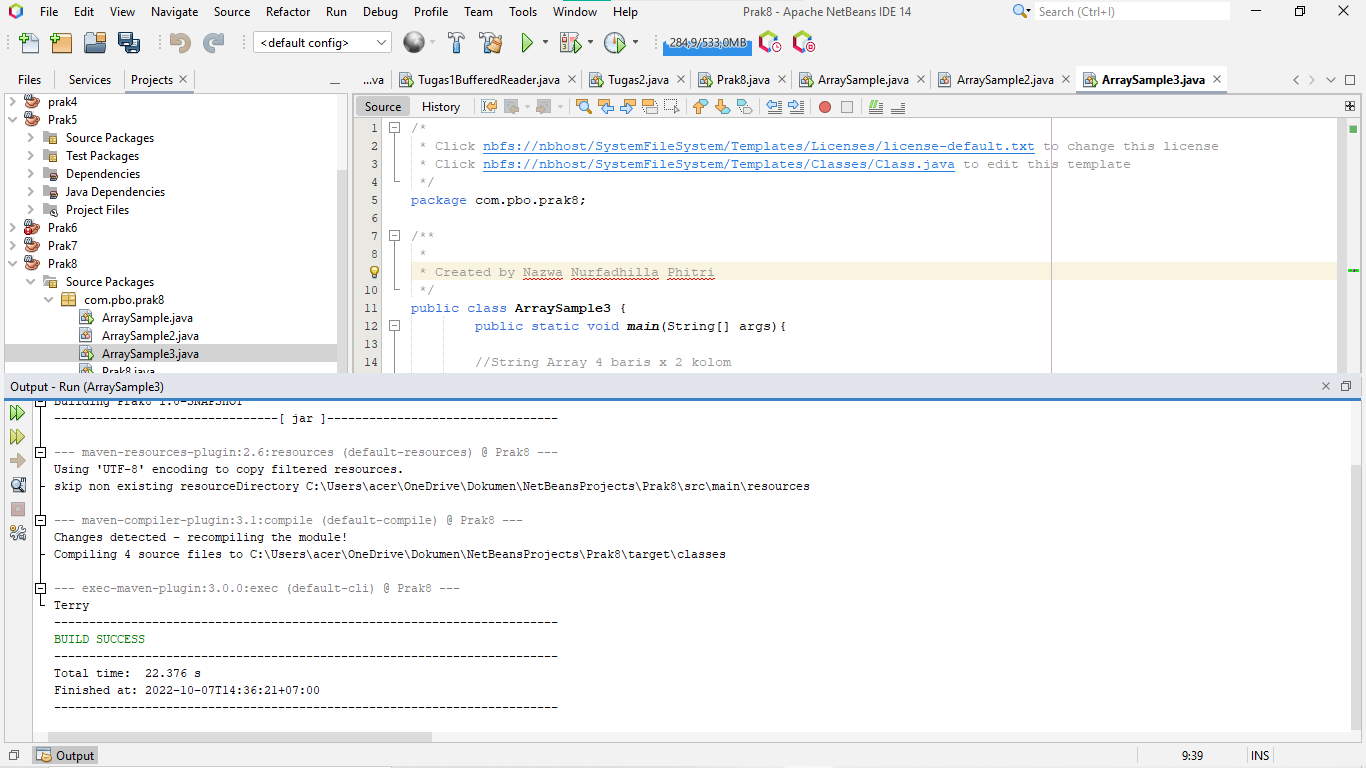 File Edit View Navigate Source Refactor Run Debug Profile Team Tools Window Help Prak8 - Apache NetBeans IDE 14 Search (Ctrl+I)
<default config> 284,9/533,0MB
Files Services Projects
...va Tugas1BufferedReader.java Tugas2.java Prak8.java ArraySample.java ArraySample2.java ArraySample3.java
prak4
Prak5
Source Packages
Test Packages
Dependencies
Java Dependencies
Project Files
Prak6
Prak7
Prak8
Source Packages
com.pbo.prak8
ArraySample.java
ArraySample2.java
ArraySample3.java
Prak8.java
Source History
1 /*
2 * Click nbfs://nbhost/SystemFileSystem/Templates/Licenses/license-default.txt to change this license
3 * Click nbfs://nbhost/SystemFileSystem/Templates/Classes/Class.java to edit this template
4 */
5 package com.pbo.prak8;
6
7 /**
8 *
* Created by Nazwa Nurfadhilla Phitri
10 */
11 public class ArraySample3 {
12 public static void main(String[] args){
13
14 //String Array 4 baris x 2 kolom
Output - Run (ArraySample3)
Building Prak8 1.0-SNAPSHOT
--------------------------------[ jar ]---------------------------------
--- maven-resources-plugin:2.6:resources (default-resources) @ Prak8 ---
Using 'UTF-8' encoding to copy filtered resources.
skip non existing resourceDirectory C:\Users\acer\OneDrive\Dokumen\NetBeansProjects\Prak8\src\main\resources
--- maven-compiler-plugin:3.1:compile (default-compile) @ Prak8 ---
Changes detected - recompiling the module!
Compiling 4 source files to C:\Users\acer\OneDrive\Dokumen\NetBeansProjects\Prak8\target\classes
--- exec-maven-plugin:3.0.0:exec (default-cli) @ Prak8 ---
Terry
------------------------------------------------------------------------
BUILD SUCCESS
------------------------------------------------------------------------
Total time:  22.376 s
Finished at: 2022-10-07T14:36:21+07:00
------------------------------------------------------------------------
Output 9:39 INS